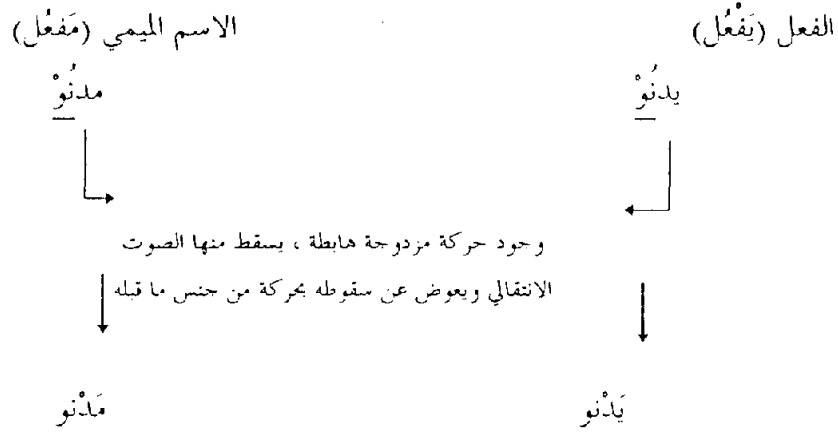 الفعل (يَفْعُل) الاسم الميمي (مَفعُل)
يدنُوْ مدنُوْ
وجود حركة مزدوجة هابطة ، يسقط منها الصوت
الانتقالي ويعوض عن سقوطه بحركة من جنس ما قبله
يَدْنو مَدْنو